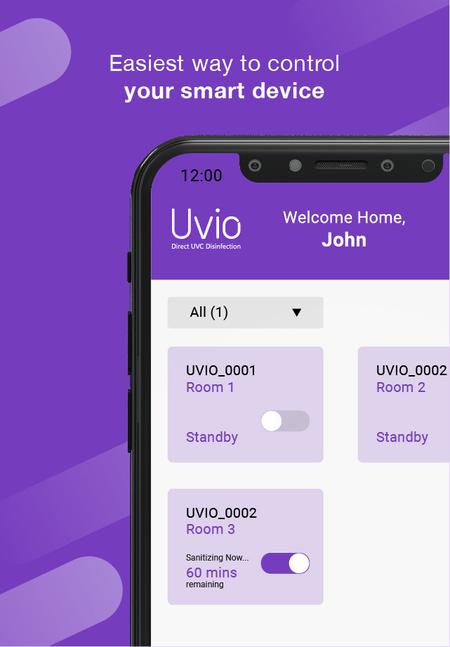 Easiest way to control
your smart device
12:00
Uvio
Direct UVC Disinfection
Welcome Home,
John
All (1)
UVIO_0001
Room 1
Standby
UVIO_0002
Room 2
Standby
UVIO_0002
Room 3
Sanitizing Now...
60 mins
remaining